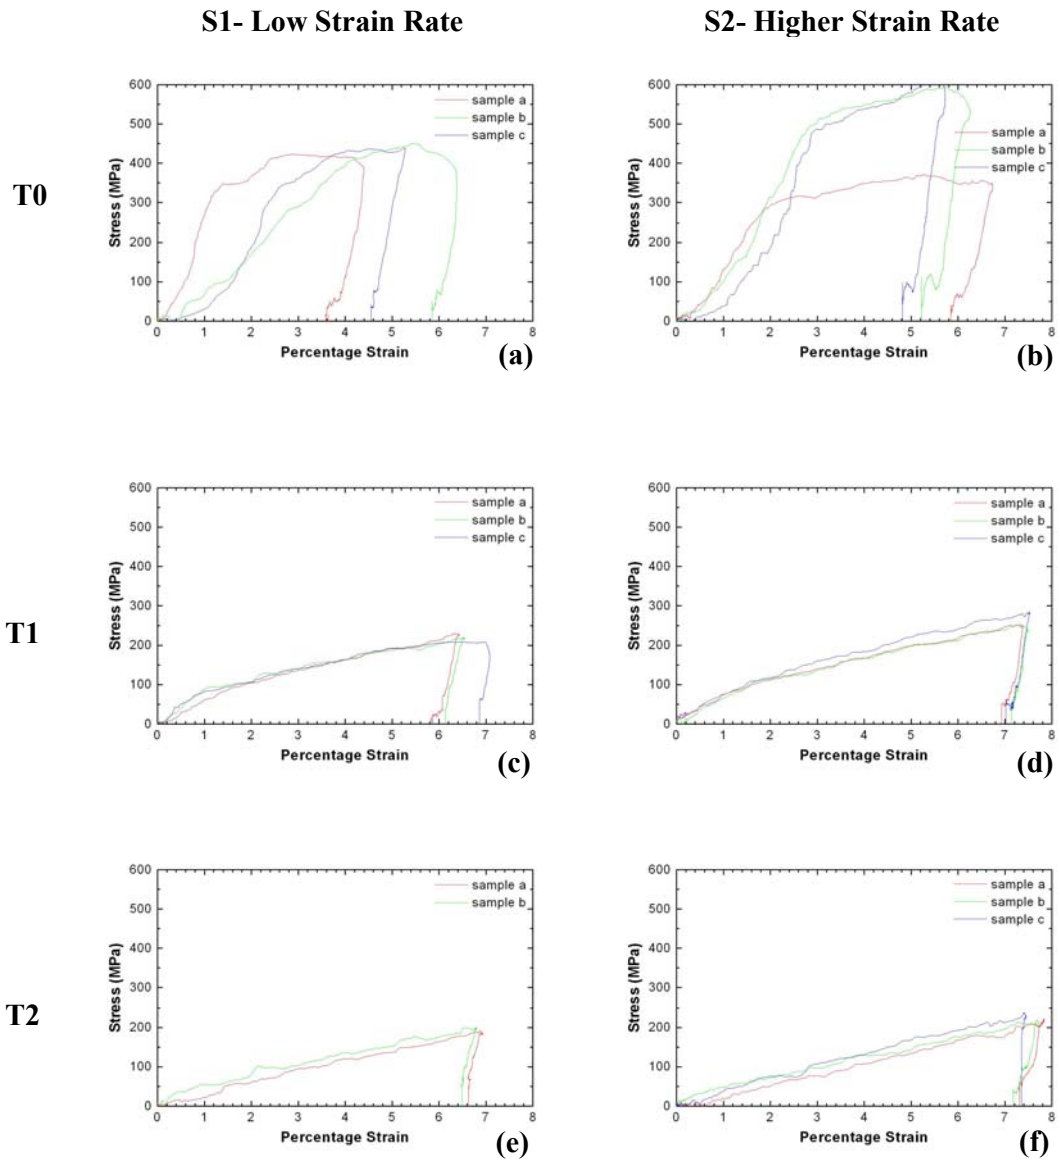 S1- Low Strain Rate
S2- Higher Strain Rate
T0
600
500
400
300
200
100
0
Stress (MPa)
sample a
sample b
sample c
0 1 2 3 4 5 6 7 8
Percentage Strain
(a)
600
500
400
300
200
100
0
Stress (MPa)
sample a
sample b
sample c
0 1 2 3 4 5 6 7 8
Percentage Strain
(b)
T1
600
500
400
300
200
100
0
Stress (MPa)
sample a
sample b
sample c
0 1 2 3 4 5 6 7 8
Percentage Strain
(c)
600
500
400
300
200
100
0
Stress (MPa)
sample a
sample b
sample c
0 1 2 3 4 5 6 7 8
Percentage Strain
(d)
T2
600
500
400
300
200
100
0
Stress (MPa)
sample a
sample b
0 1 2 3 4 5 6 7 8
Percentage Strain
(e)
600
500
400
300
200
100
0
Stress (MPa)
sample a
sample b
sample c
0 1 2 3 4 5 6 7 8
Percentage Strain
(f)